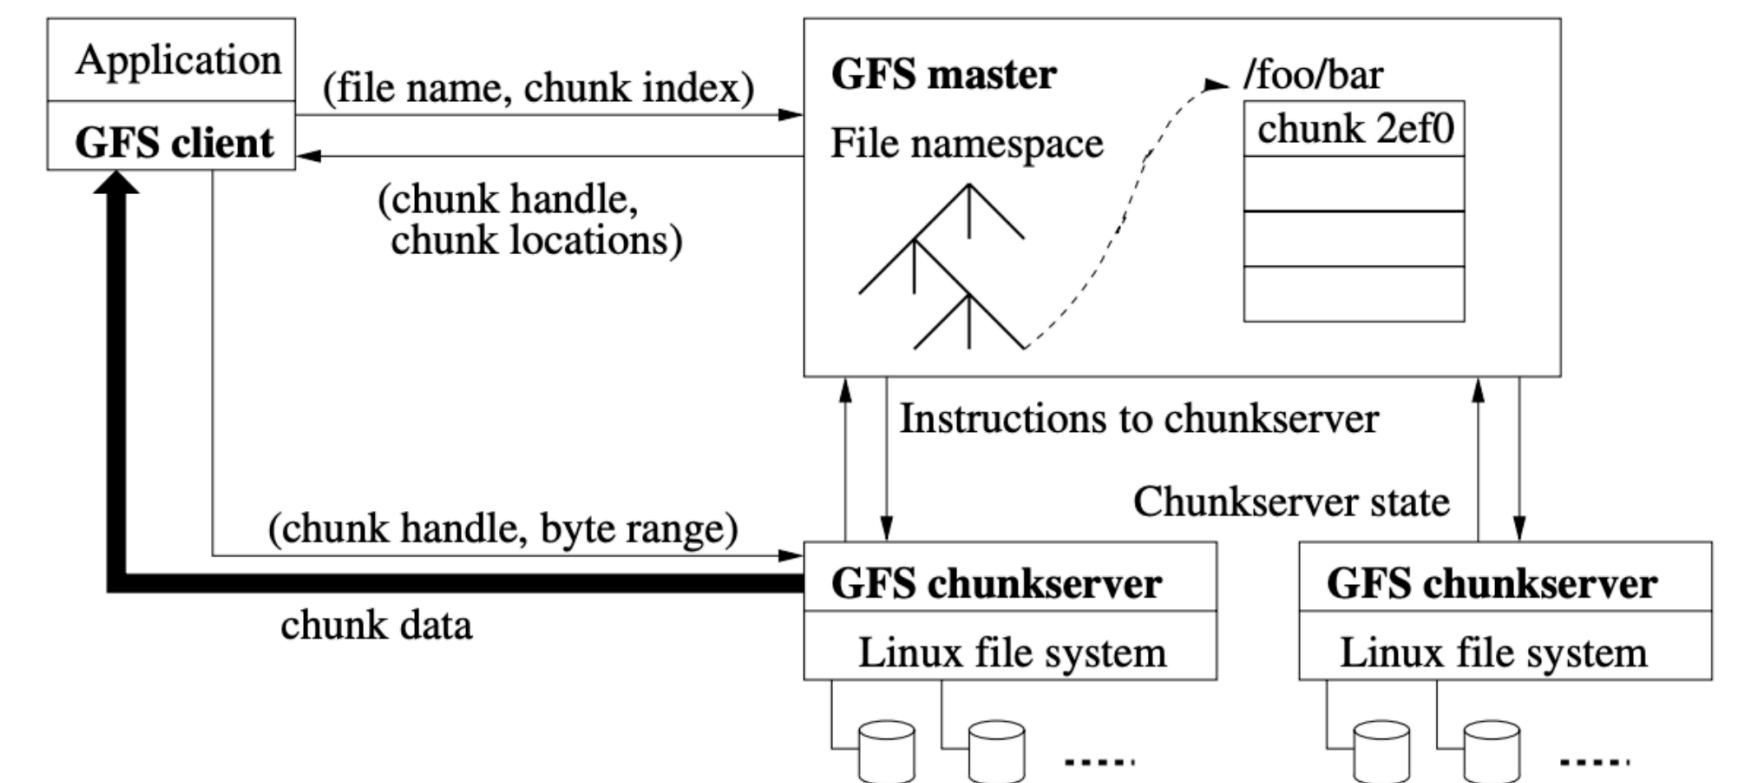 Application
GFS client
(file name, chunk index)
(chunk handle,
chunk locations)
GFS master
File namespace
/foo/bar
chunk 2ef0
Instructions to chunkserver
Chunkserver state
(chunk handle, byte range)
chunk data
GFS chunkserver
Linux file system
GFS chunkserver
Linux file system